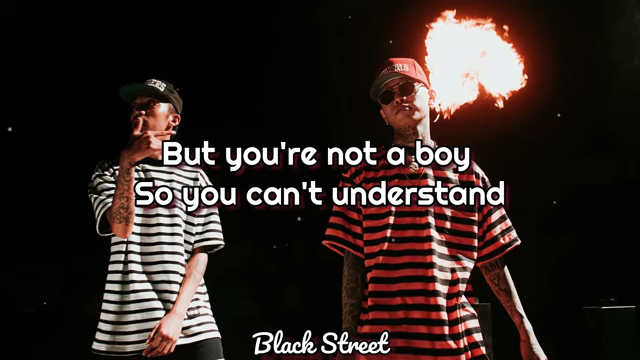 But you're not a boy
So you can't understand
Black Street